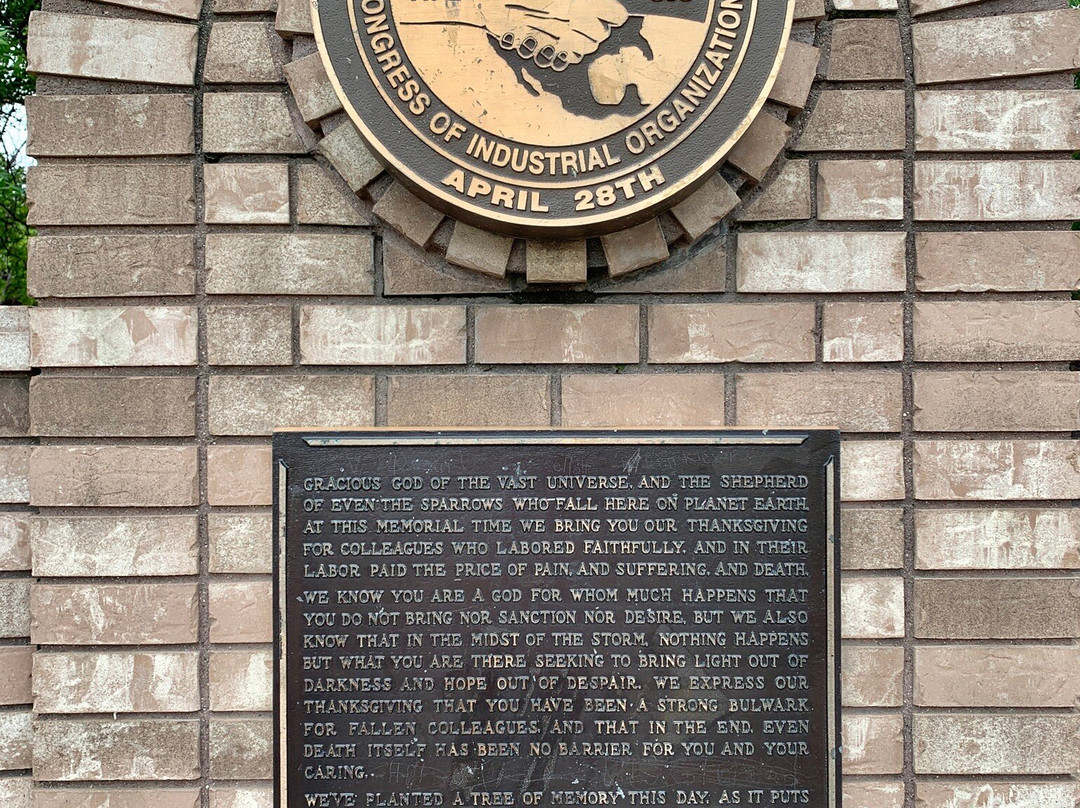 CONGRESS OF INDUSTRIAL ORGANIZATION
APRIL 28TH
GRACIOUS GOD OF THE VAST UNIVERSE, AND THE SHEPHERD
OF EVEN THE SPARROWS WHO FALL HERE ON PLANET EARTH.
AT THIS MEMORIAL TIME WE BRING YOU OUR THANKSGIVING
FOR COLLEAGUES WHO LABORED FAITHFULLY, AND IN THEIR
LABOR PAID THE PRICE OF PAIN, AND SUFFERING, AND DEATH.
WE KNOW YOU ARE A GOD FOR WHOM MUCH HAPPENS THAT
YOU DO NOT BRING NOR SANCTION NOR DESIRE, BUT WE ALSO
KNOW THAT IN THE MIDST OF THE STORM, NOTHING HAPPENS
BUT WHAT YOU ARE THERE SEEKING TO BRING LIGHT OUT OF
DARKNESS AND HOPE OUT OF DESPAIR. WE EXPRESS OUR
THANKSGIVING THAT YOU HAVE BEEN A STRONG BULWARK
FOR FALLEN COLLEAGUES, AND THAT IN THE END, EVEN
DEATH ITSELF HAS BEEN NO BARRIER FOR YOU AND YOUR
CARING.
WE'VE PLANTED A TREE OF MEMORY THIS DAY. AS IT PUTS